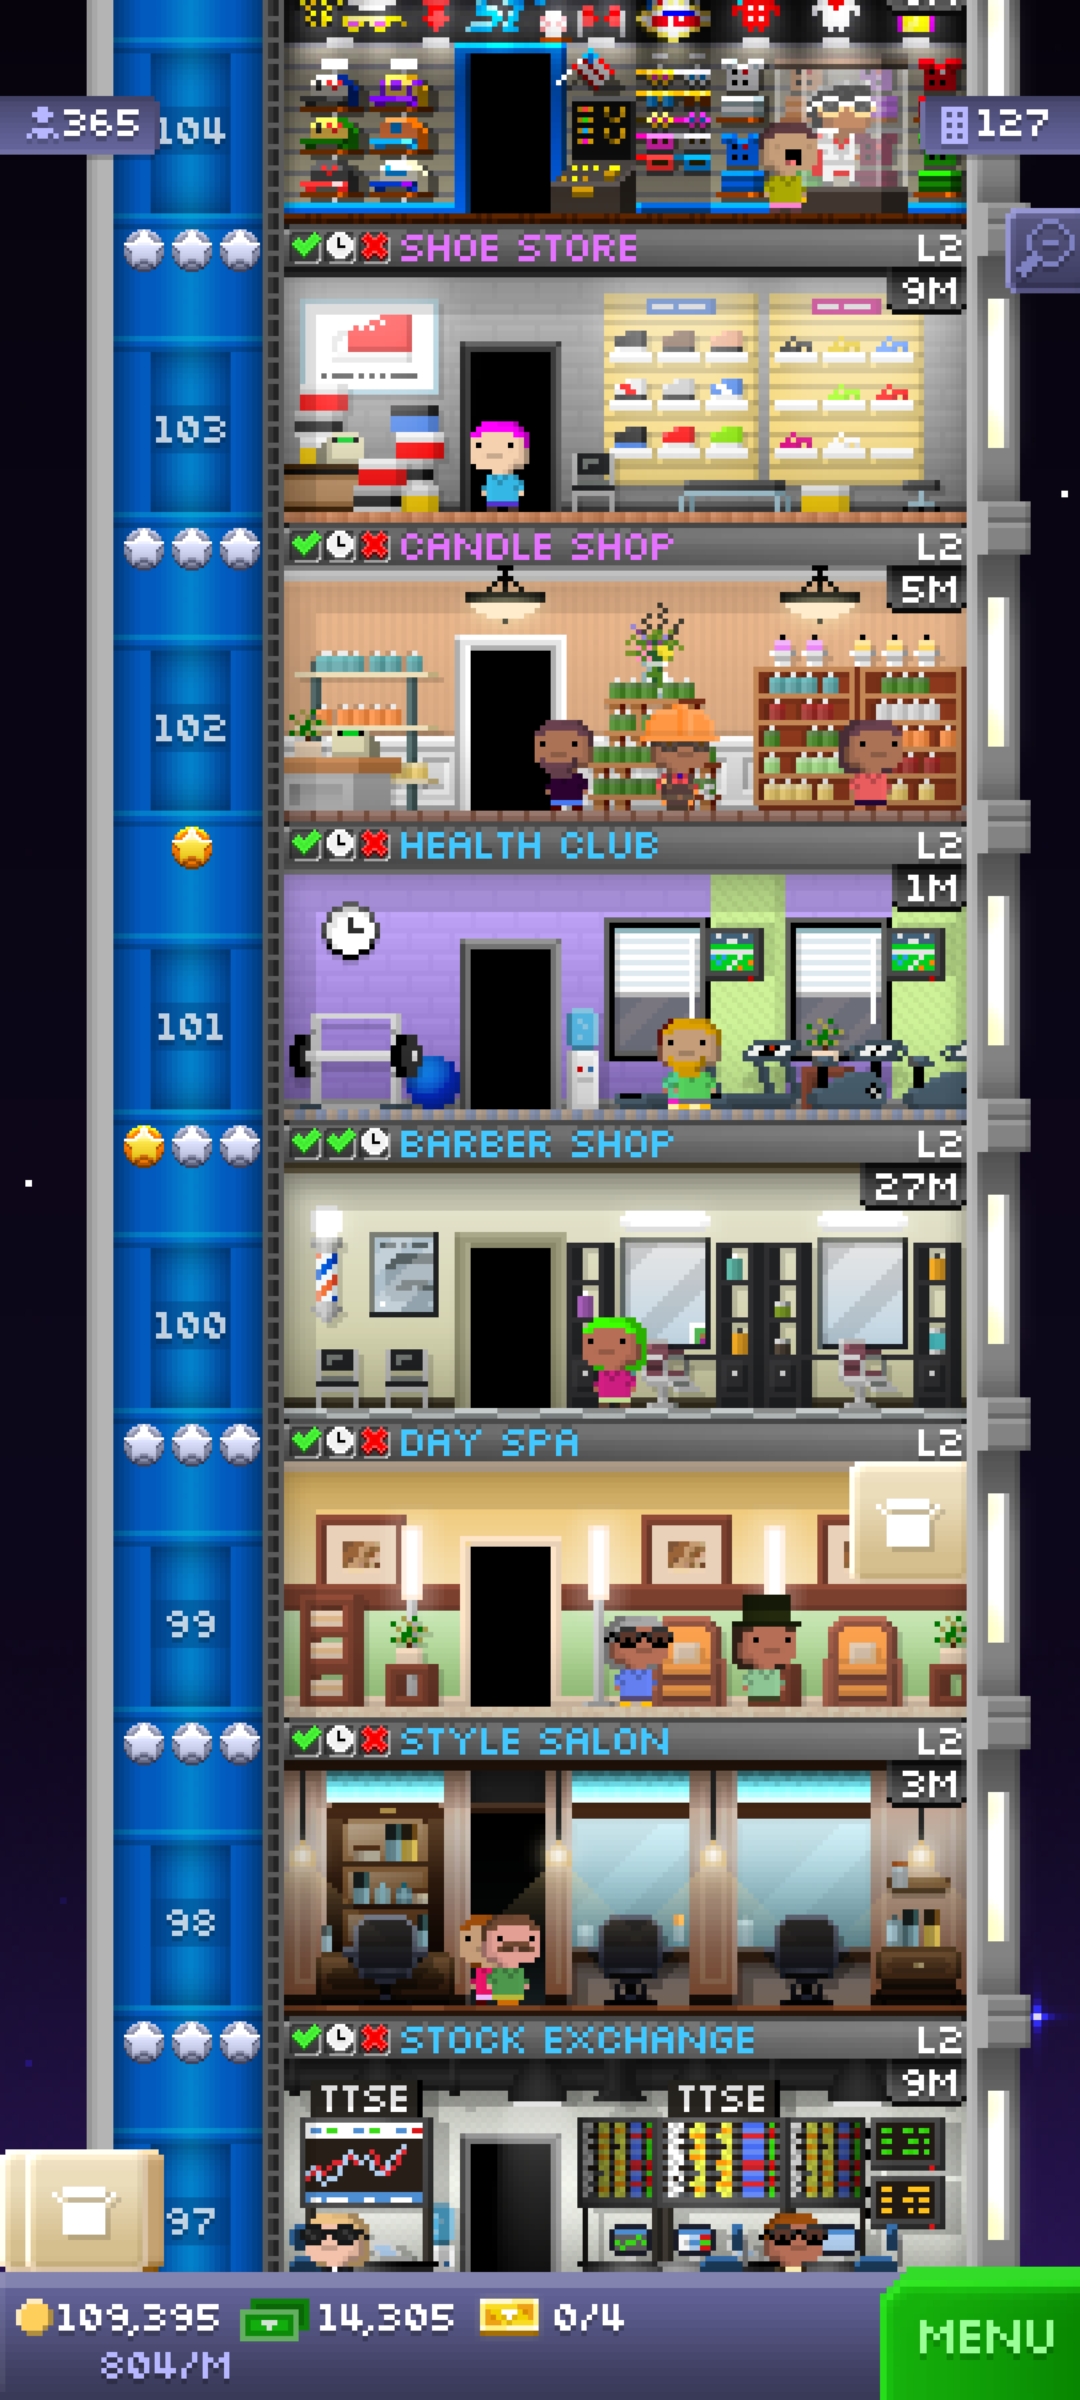 365
104
127
SHOE STORE L2
9M
103
CANDLE SHOP L2
5M
102
HEALTH CLUB L2
1M
101
BARBER SHOP L2
27M
100
DAY SPA L2
99
STYLE SALON L2
3M
98
STOCK EXCHANGE L2
9M
TTSE TTSE
97
109,395 14,305 0/4
804/M
MENU